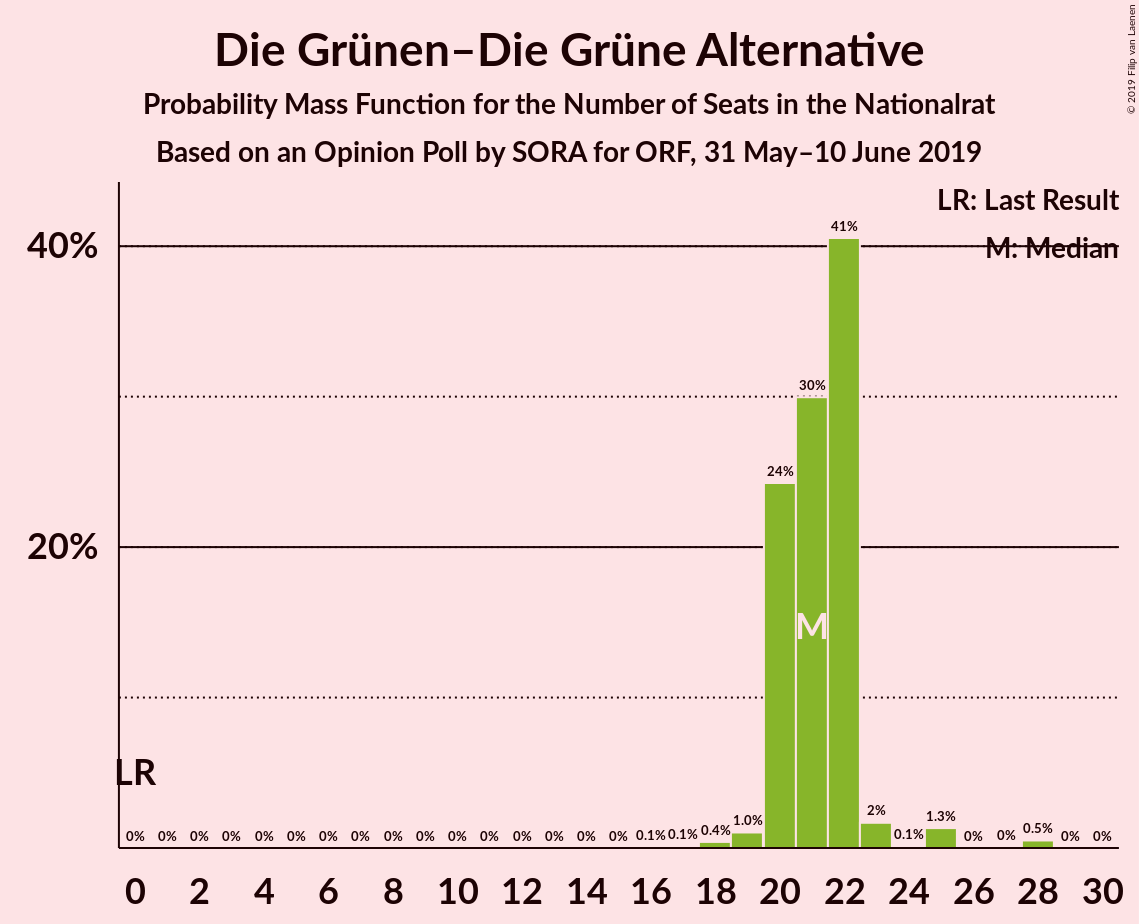 Die Grünen–Die Grüne Alternative
Probability Mass Function for the Number of Seats in the Nationalrat
Based on an Opinion Poll by SORA for ORF, 31 May–10 June 2019
© 2019 Filip van Laenen
LR: Last Result
M: Median
40%
20%
41%
30%
24%
M
LR
0% 0% 0% 0% 0% 0% 0% 0% 0% 0% 0% 0% 0% 0% 0% 0% 0.1% 0.1% 0.4% 1.0% 2% 0.1% 1.3% 0% 0% 0.5% 0% 0%
0 2 4 6 8 10 12 14 16 18 20 22 24 26 28 30